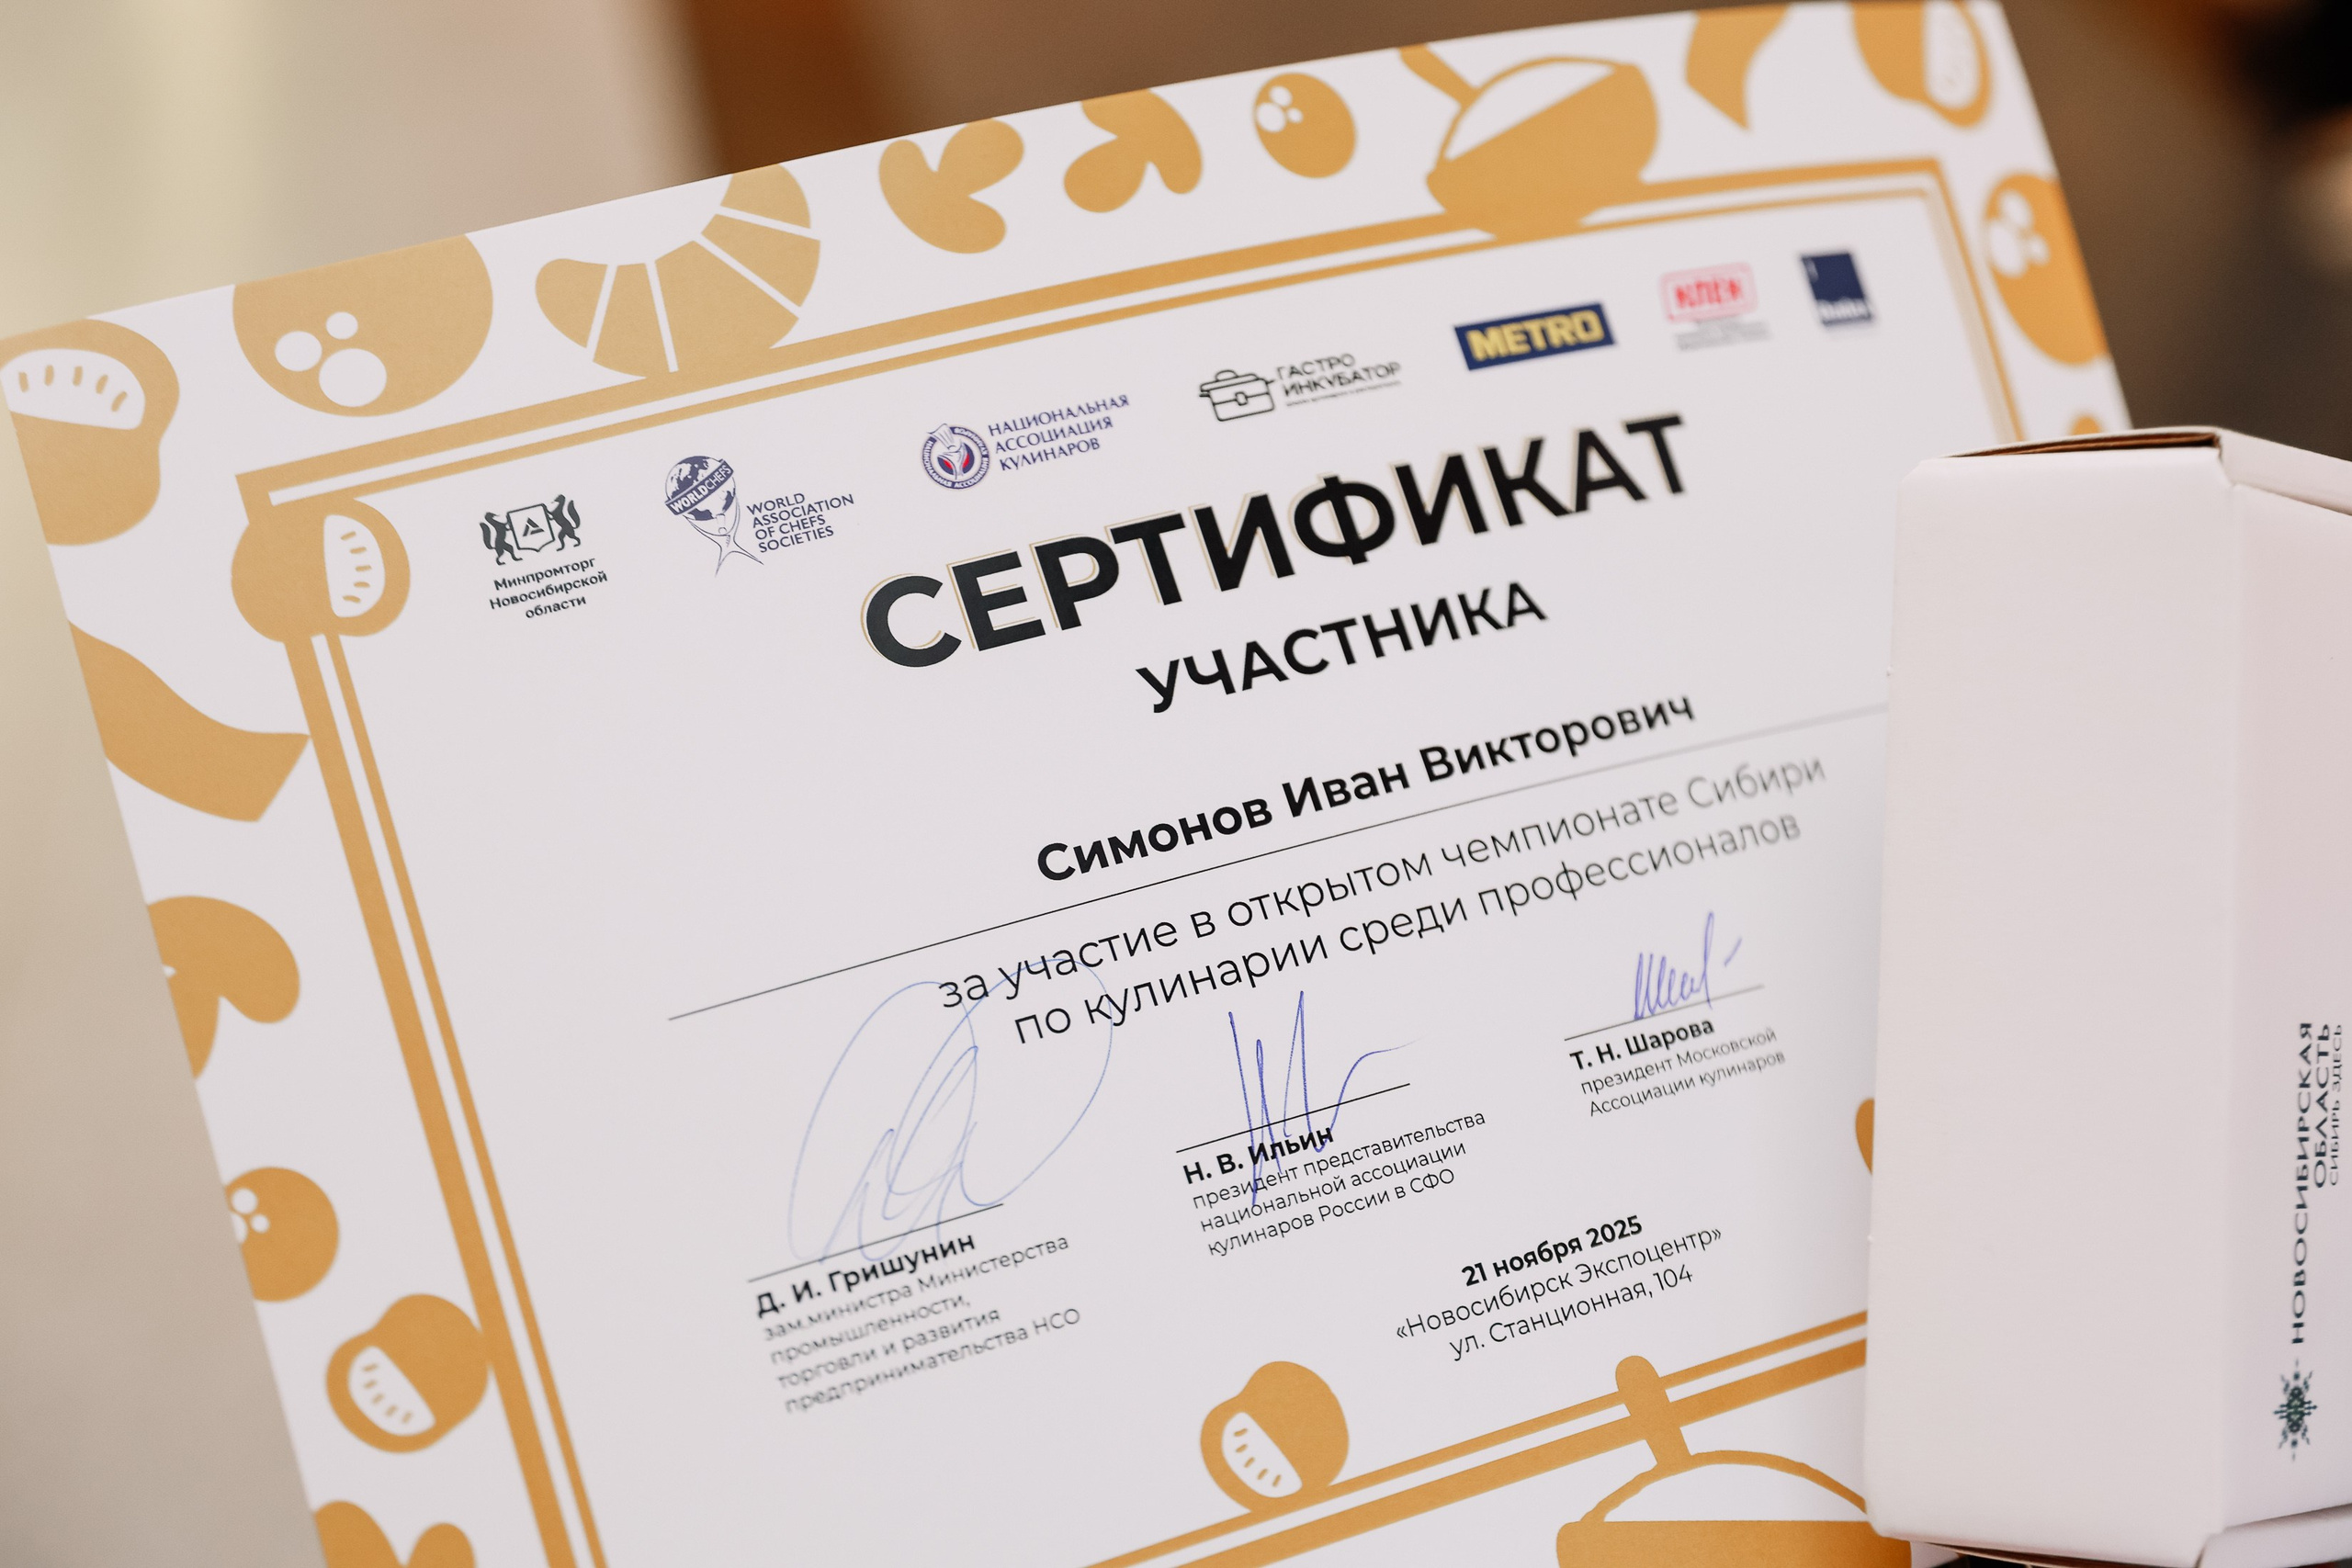 Минпромторг
Новосибирской
области
WORLDCHEFS
WORLD
ASSOCIATION
OF CHEFS
SOCIETIES
НАЦИОНАЛЬНАЯ
АССОЦИАЦИЯ
КУЛИНАРОВ
ГАСТРО
ИНКУБАТОР
METRO
КЛЕК
СЕРТИФИКАТ
УЧАСТНИКА
Симонов Иван Викторович
за участие в открытом чемпионате Сибири
по кулинарии среди профессионалов
Д. И. Гришунин
зам.министра Министерства
промышленности,
торговли и развития
предпринимательства НСО
Н. В. Ильин
президент представительства
национальной ассоциации
кулинаров России в СФО
Т. Н. Шарова
президент Московской
Ассоциации кулинаров
21 ноября 2025
«Новосибирск Экспоцентр»
ул. Станционная, 104
НОВОСИБИРСКАЯ
ОБЛАСТЬ
СИБИРЬ ЗДЕСЬ